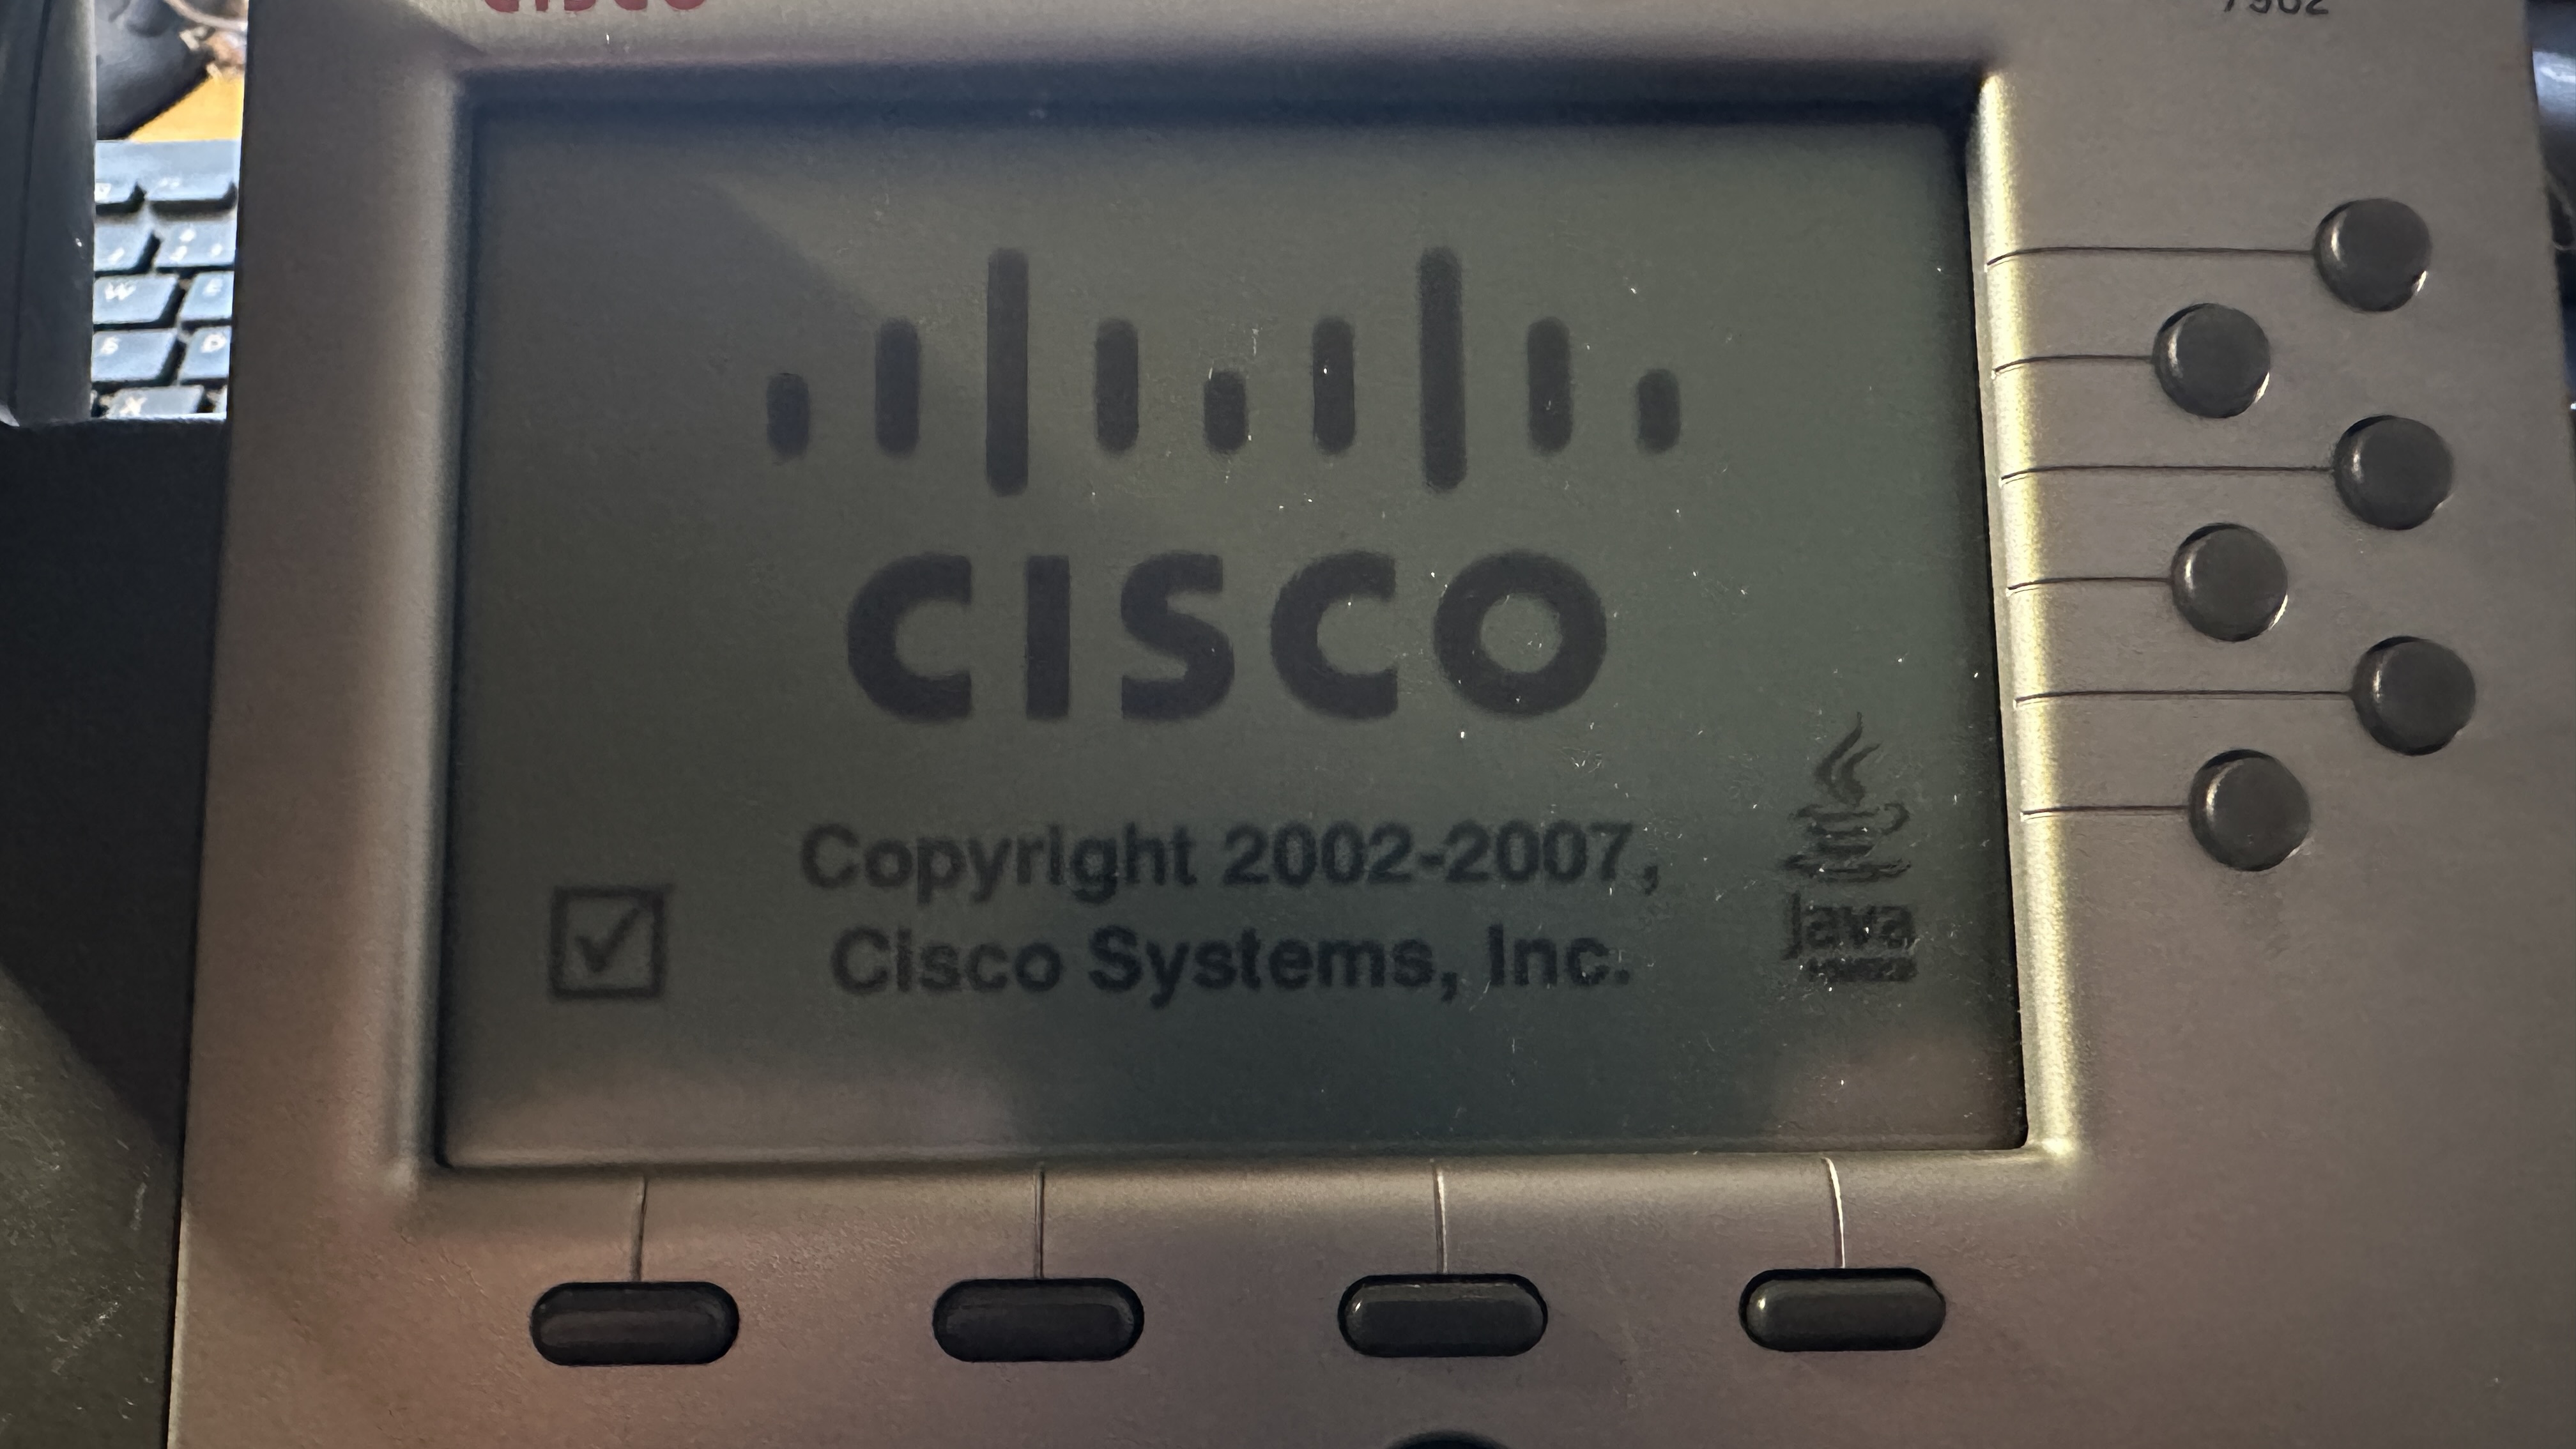 CISCO
Copyright 2002-2007,
Cisco Systems, Inc.
Java
W
E
S
D
X